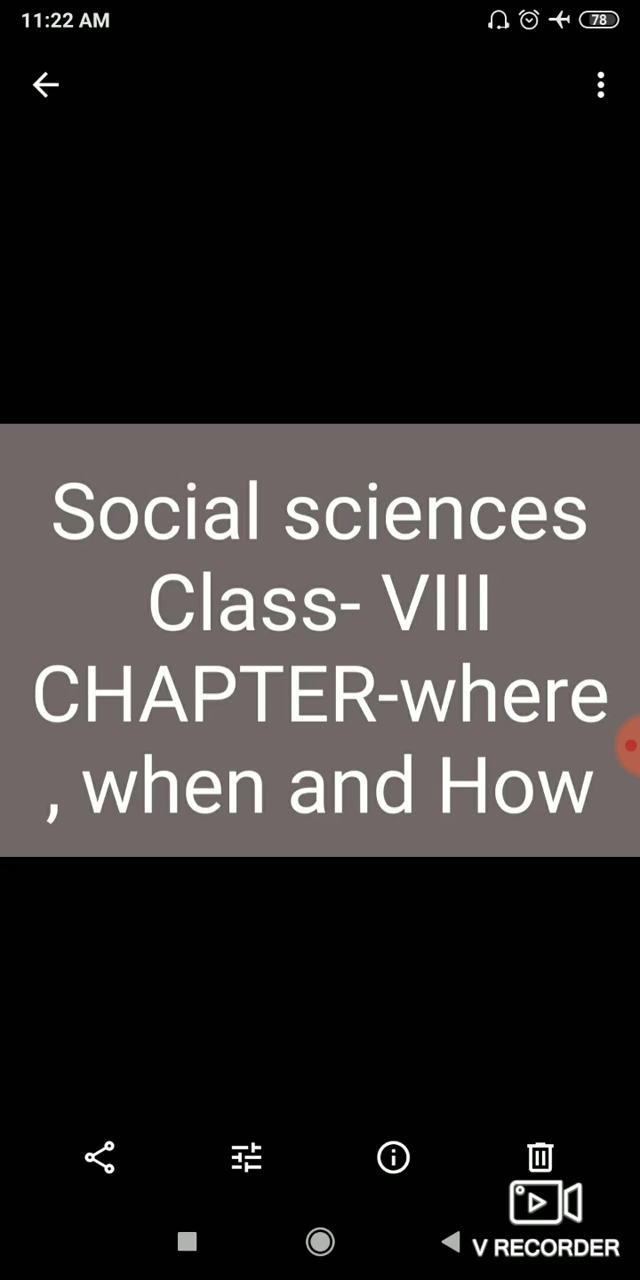 11:22 AM 78
Social sciences
Class- VIII
CHAPTER-where
, when and How
V RECORDER